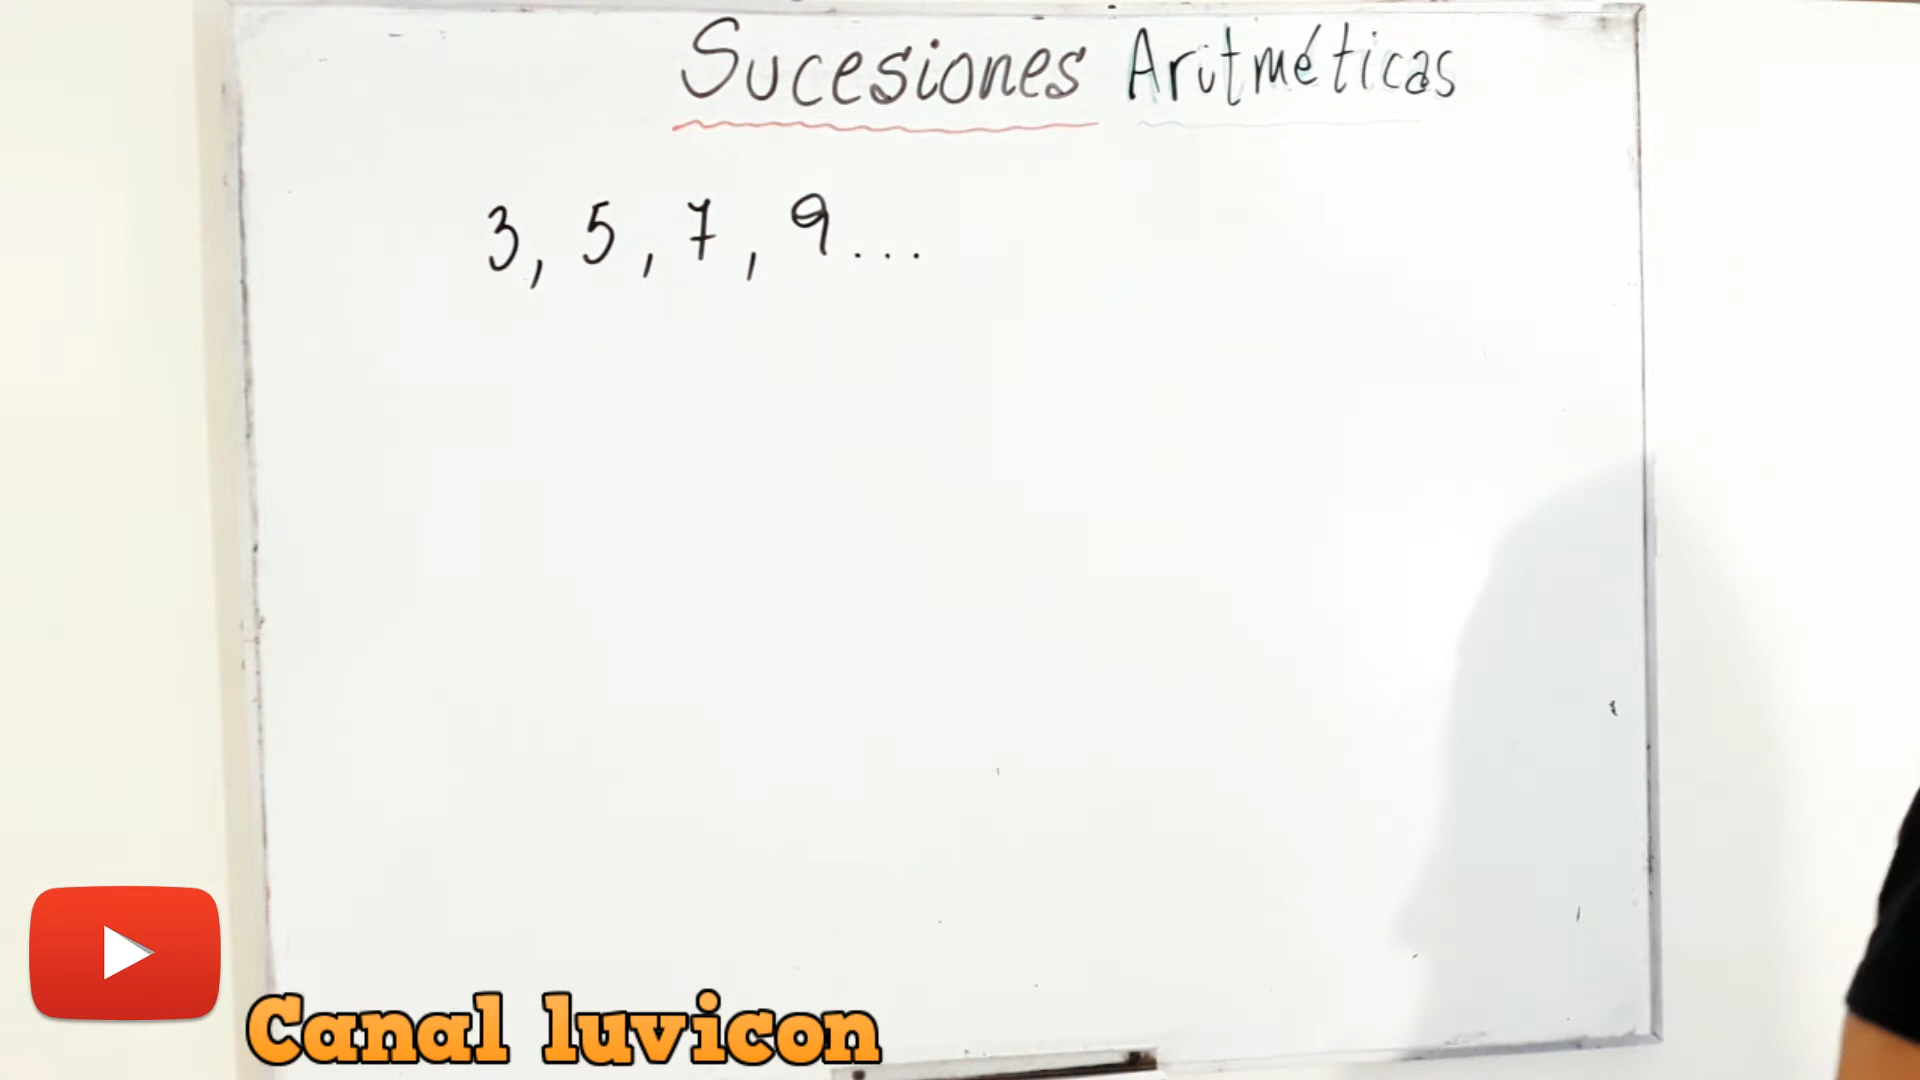 Sucesiones Aritméticas
3, 5, 7, 9...
Canal luvicon